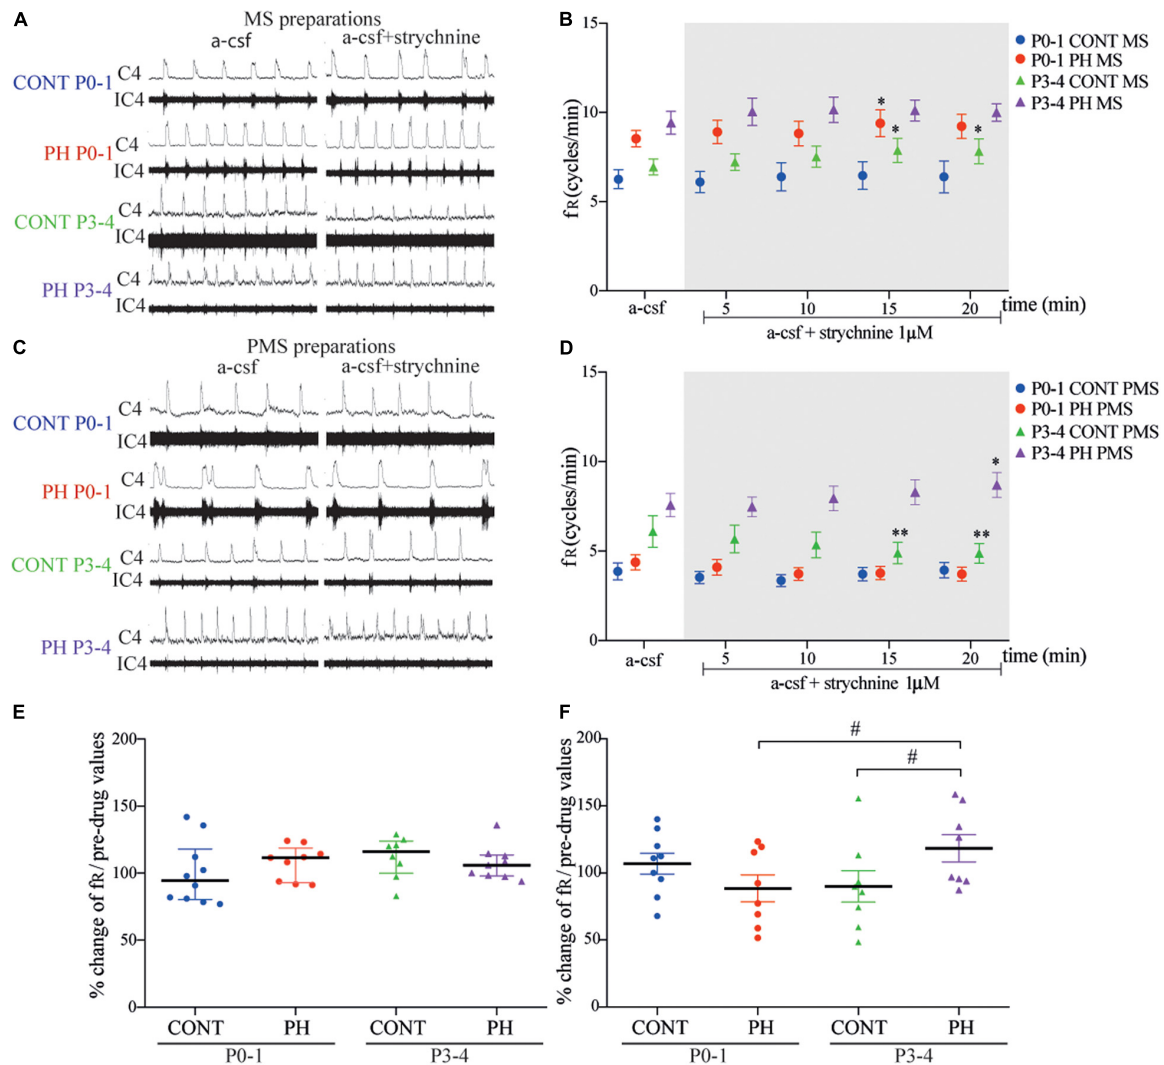 A
MS preparations
a-csf
a-csf+strychnine
CONT P0-1
C4
IC4
PH P0-1
C4
IC4
CONT P3-4
C4
IC4
PH P3-4
C4
IC4
B
15
10
5
0
fR(cycles/min)
*
*
*
a-csf
5
10
15
20
time (min)
a-csf + strychnine 1µM
P0-1 CONT MS
P0-1 PH MS
P3-4 CONT MS
P3-4 PH MS
C
PMS preparations
a-csf
a-csf+strychnine
CONT P0-1
C4
IC4
PH P0-1
C4
IC4
CONT P3-4
C4
IC4
PH P3-4
C4
IC4
D
15
10
5
0
fR(cycles/min)
**
**
*
a-csf
5
10
15
20
time (min)
a-csf + strychnine 1µM
P0-1 CONT PMS
P0-1 PH PMS
P3-4 CONT PMS
P3-4 PH PMS
E
200
150
100
50
0
% change of fR/ pre-drug values
CONT
PH
CONT
PH
P0-1
P3-4
F
200
150
100
50
0
% change of fR/ pre-drug values
#
#
CONT
PH
CONT
PH
P0-1
P3-4